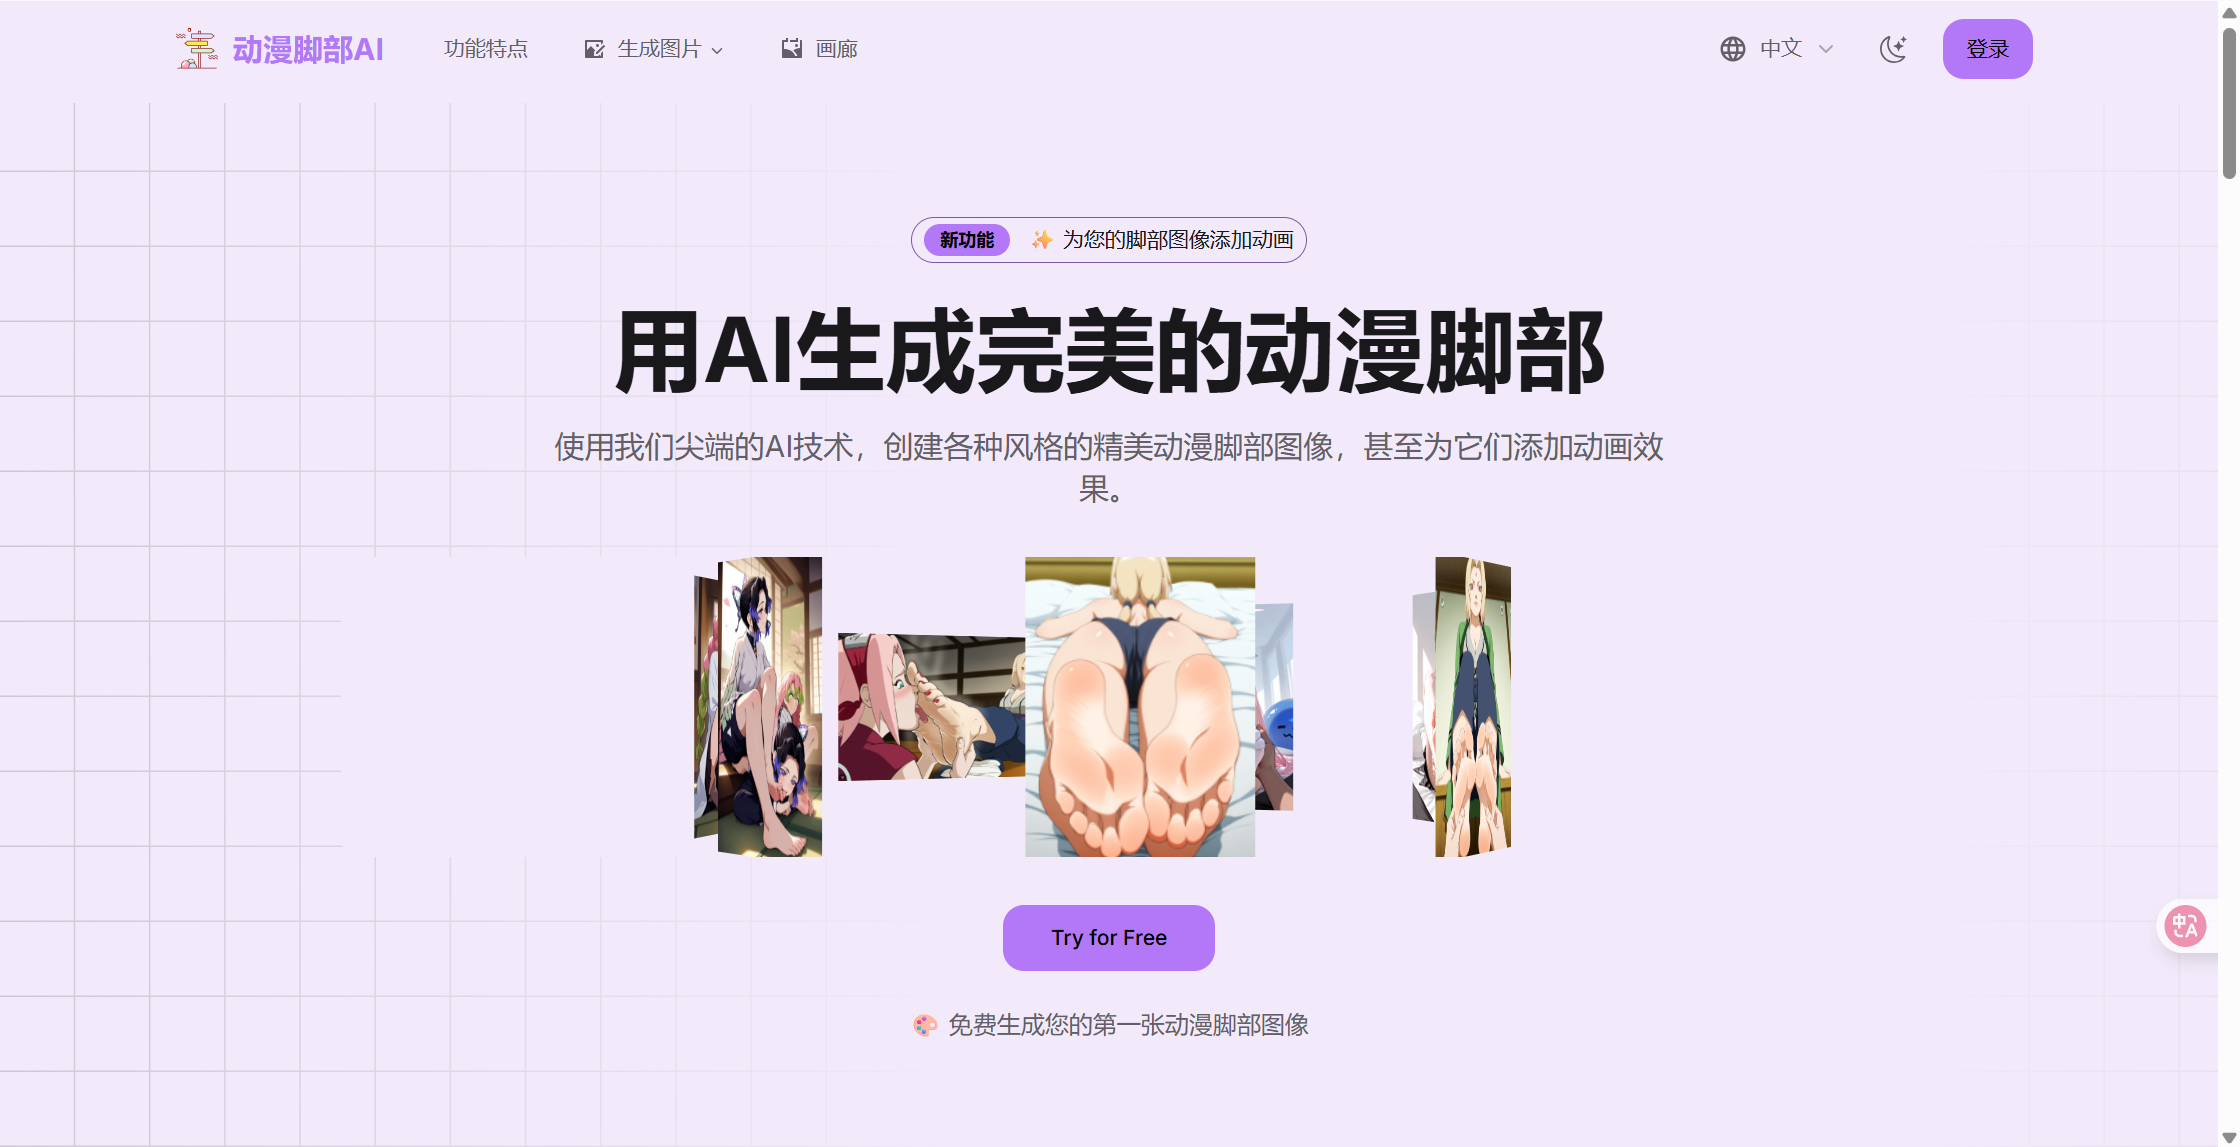 动漫脚部AI
功能特点
生成图片
画廊
中文
登录
新功能
✨ 为您的脚部图像添加动画
用AI生成完美的动漫脚部
使用我们尖端的AI技术，创建各种风格的精美动漫脚部图像，甚至为它们添加动画效
果。
Try for Free
🎨 免费生成您的第一张动漫脚部图像
中A